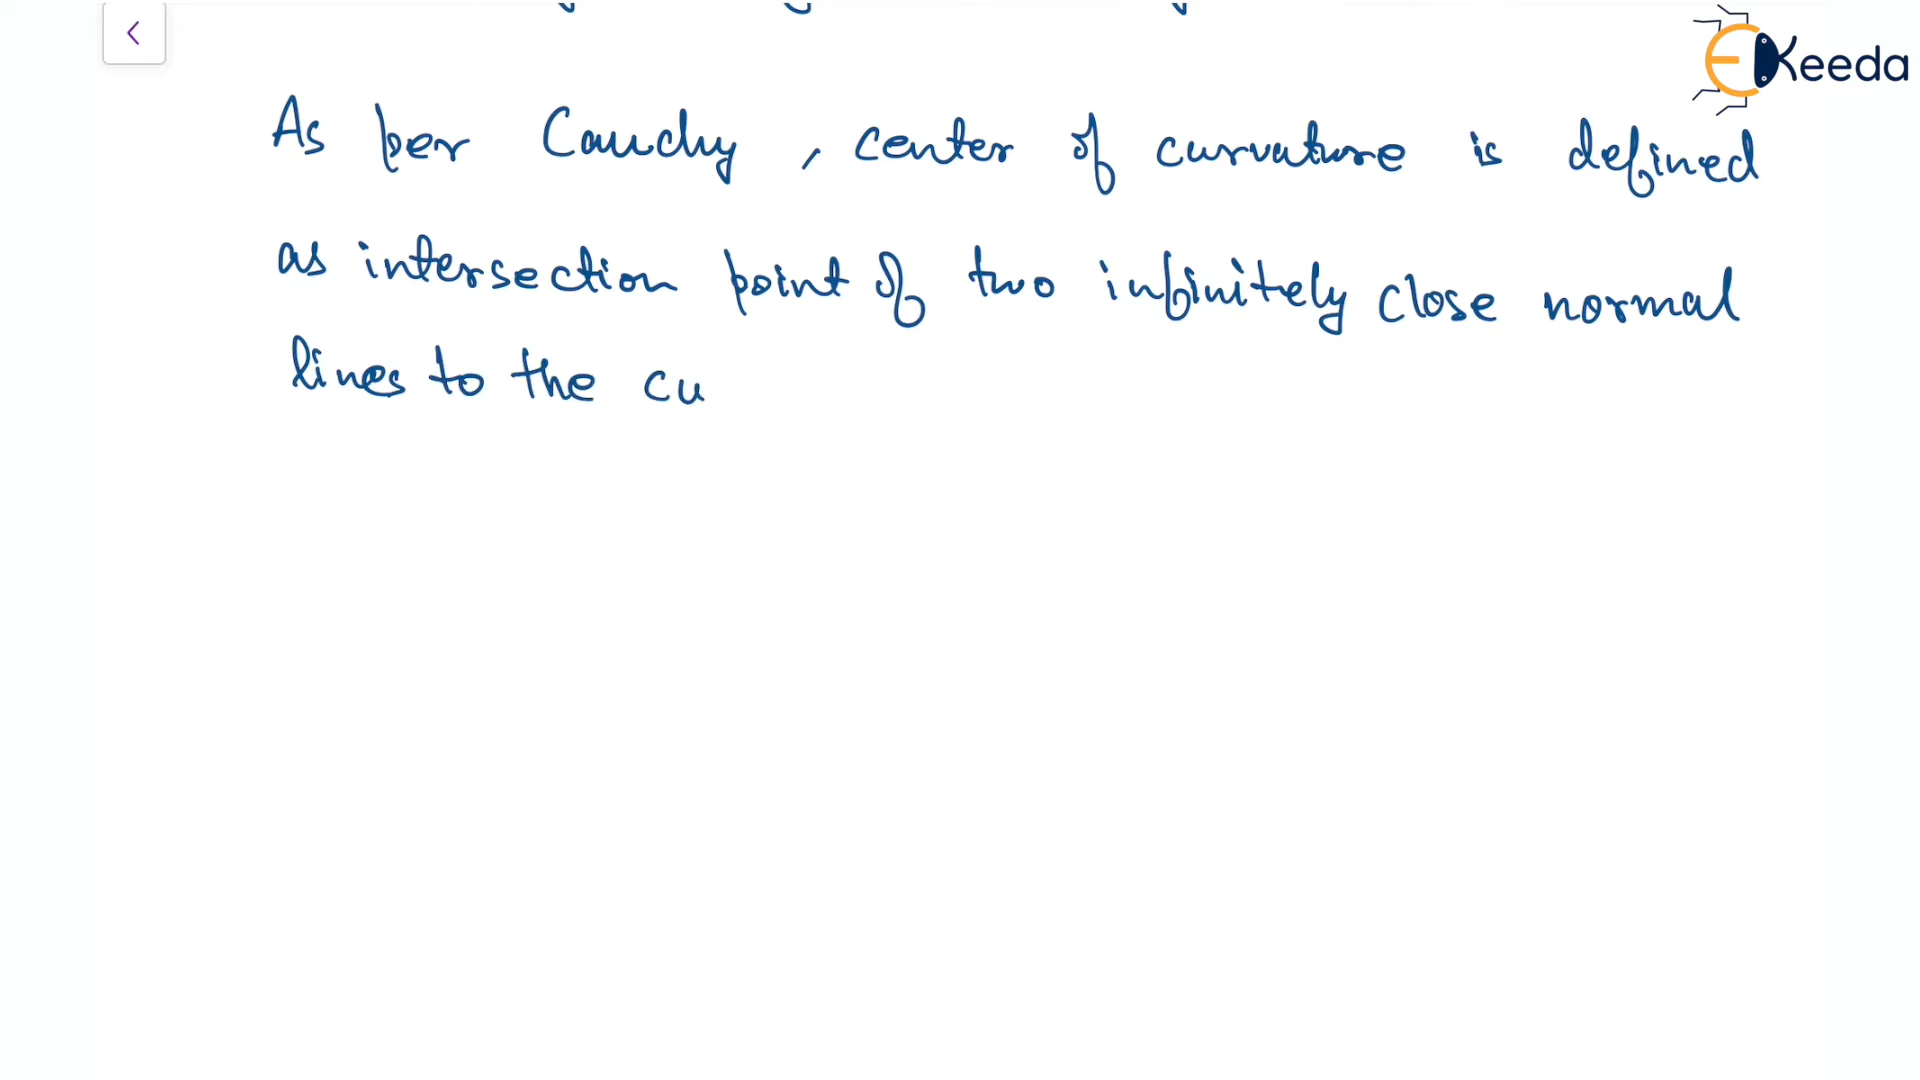 EKeeda
As per Cauchy, center of curvature is defined
as intersection point of two infinitely close normal
lines to the cu